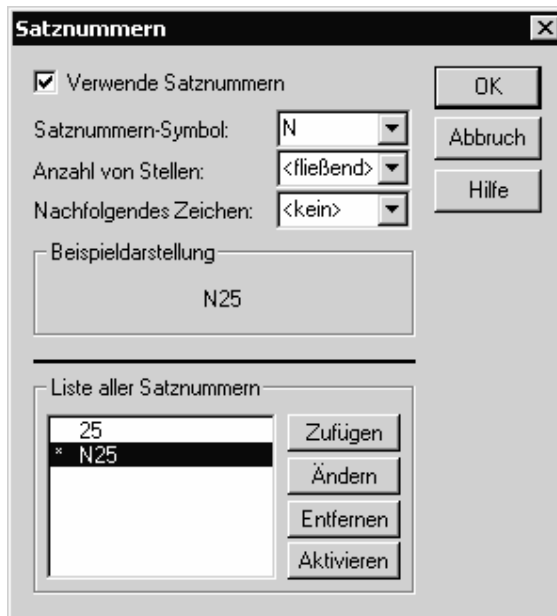 Satznummern
Verwende Satznummern
OK
Satznummern-Symbol: N
Abbruch
Anzahl von Stellen: <fließend>
Nachfolgendes Zeichen: <kein>
Hilfe
Beispieldarstellung
N25
Liste aller Satznummern
25
* N25
Zufügen
Ändern
Entfernen
Aktivieren